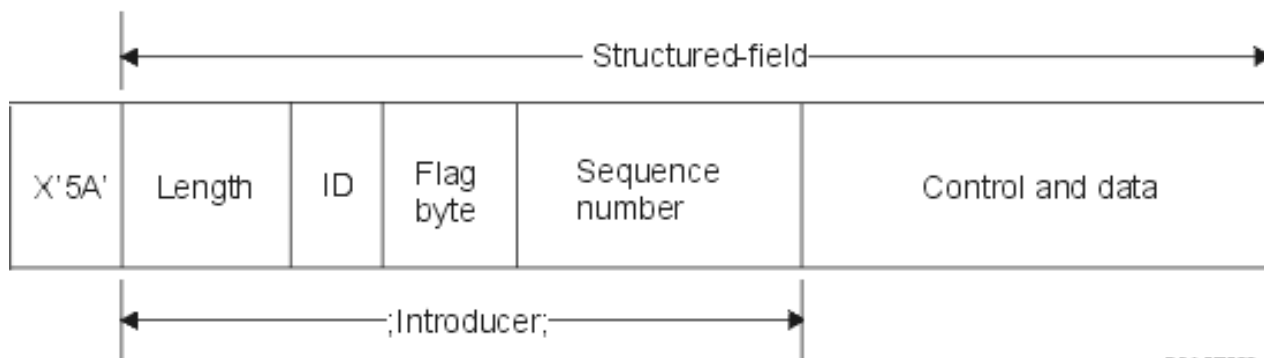 Structured-field
X'5A'
Length
ID
Flag
byte
Sequence
number
Control and data
;Introducer;